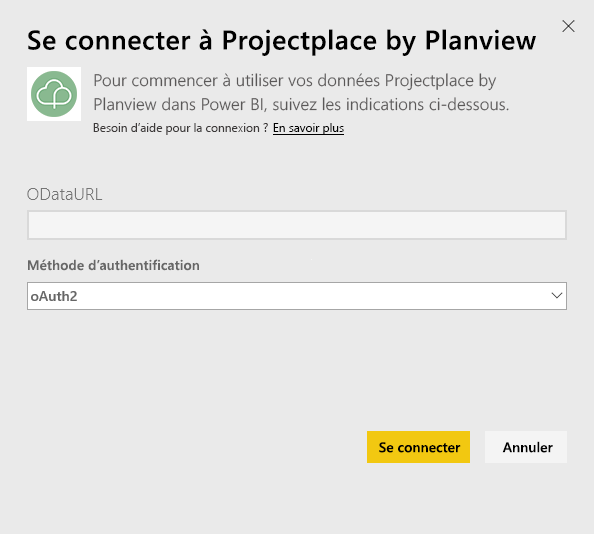 Se connecter à Projectplace by Planview
Pour commencer à utiliser vos données Projectplace by
Planview dans Power BI, suivez les indications ci-dessous.
Besoin d'aide pour la connexion ? En savoir plus
ODataURL
Méthode d'authentification
oAuth2
Se connecter
Annuler